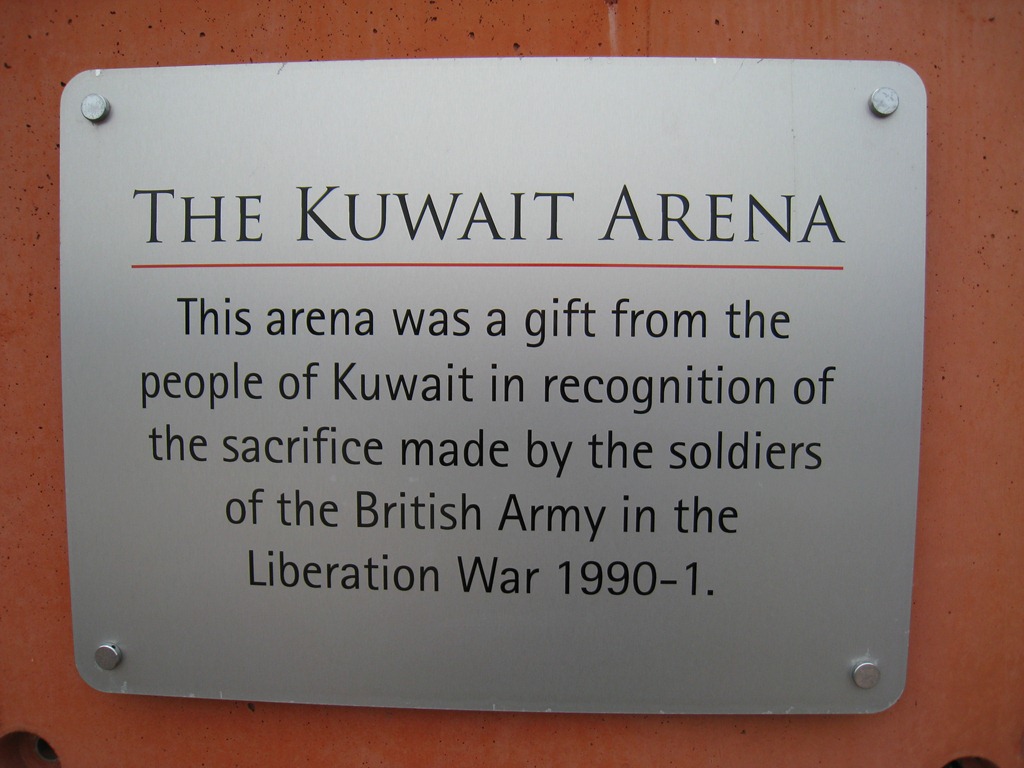 THE KUWAIT ARENA
This arena was a gift from the
people of Kuwait in recognition of
the sacrifice made by the soldiers
of the British Army in the
Liberation War 1990-1.